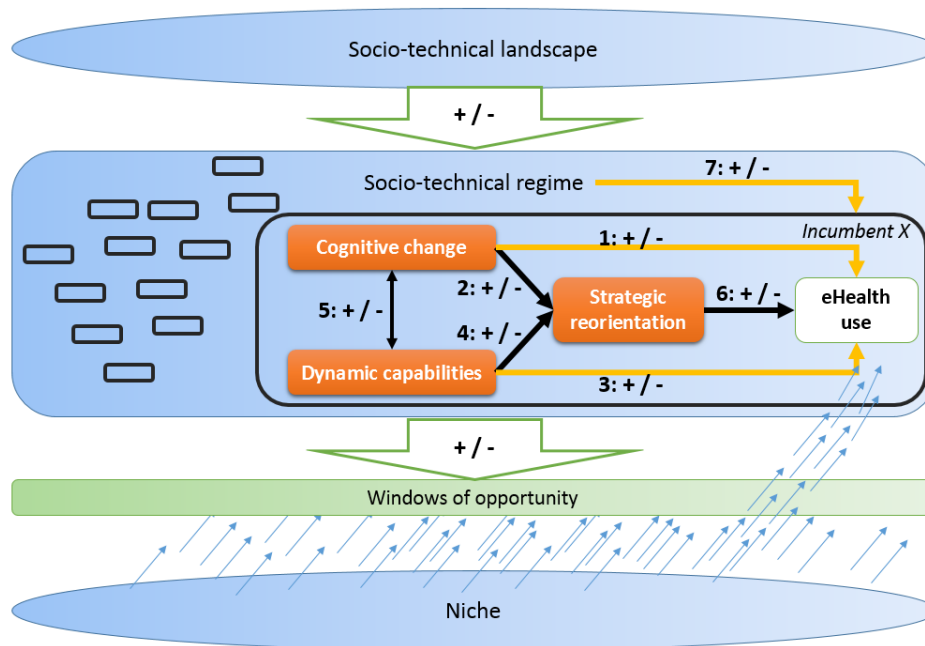 Socio-technical landscape
+ / -
Socio-technical regime
7: + / -
Incumbent X
Cognitive change
1: + / -
2: + / -
5: + / -
Strategic
reorientation
6: + / -
eHealth
use
4: + / -
Dynamic capabilities
3: + / -
+ / -
Windows of opportunity
Niche